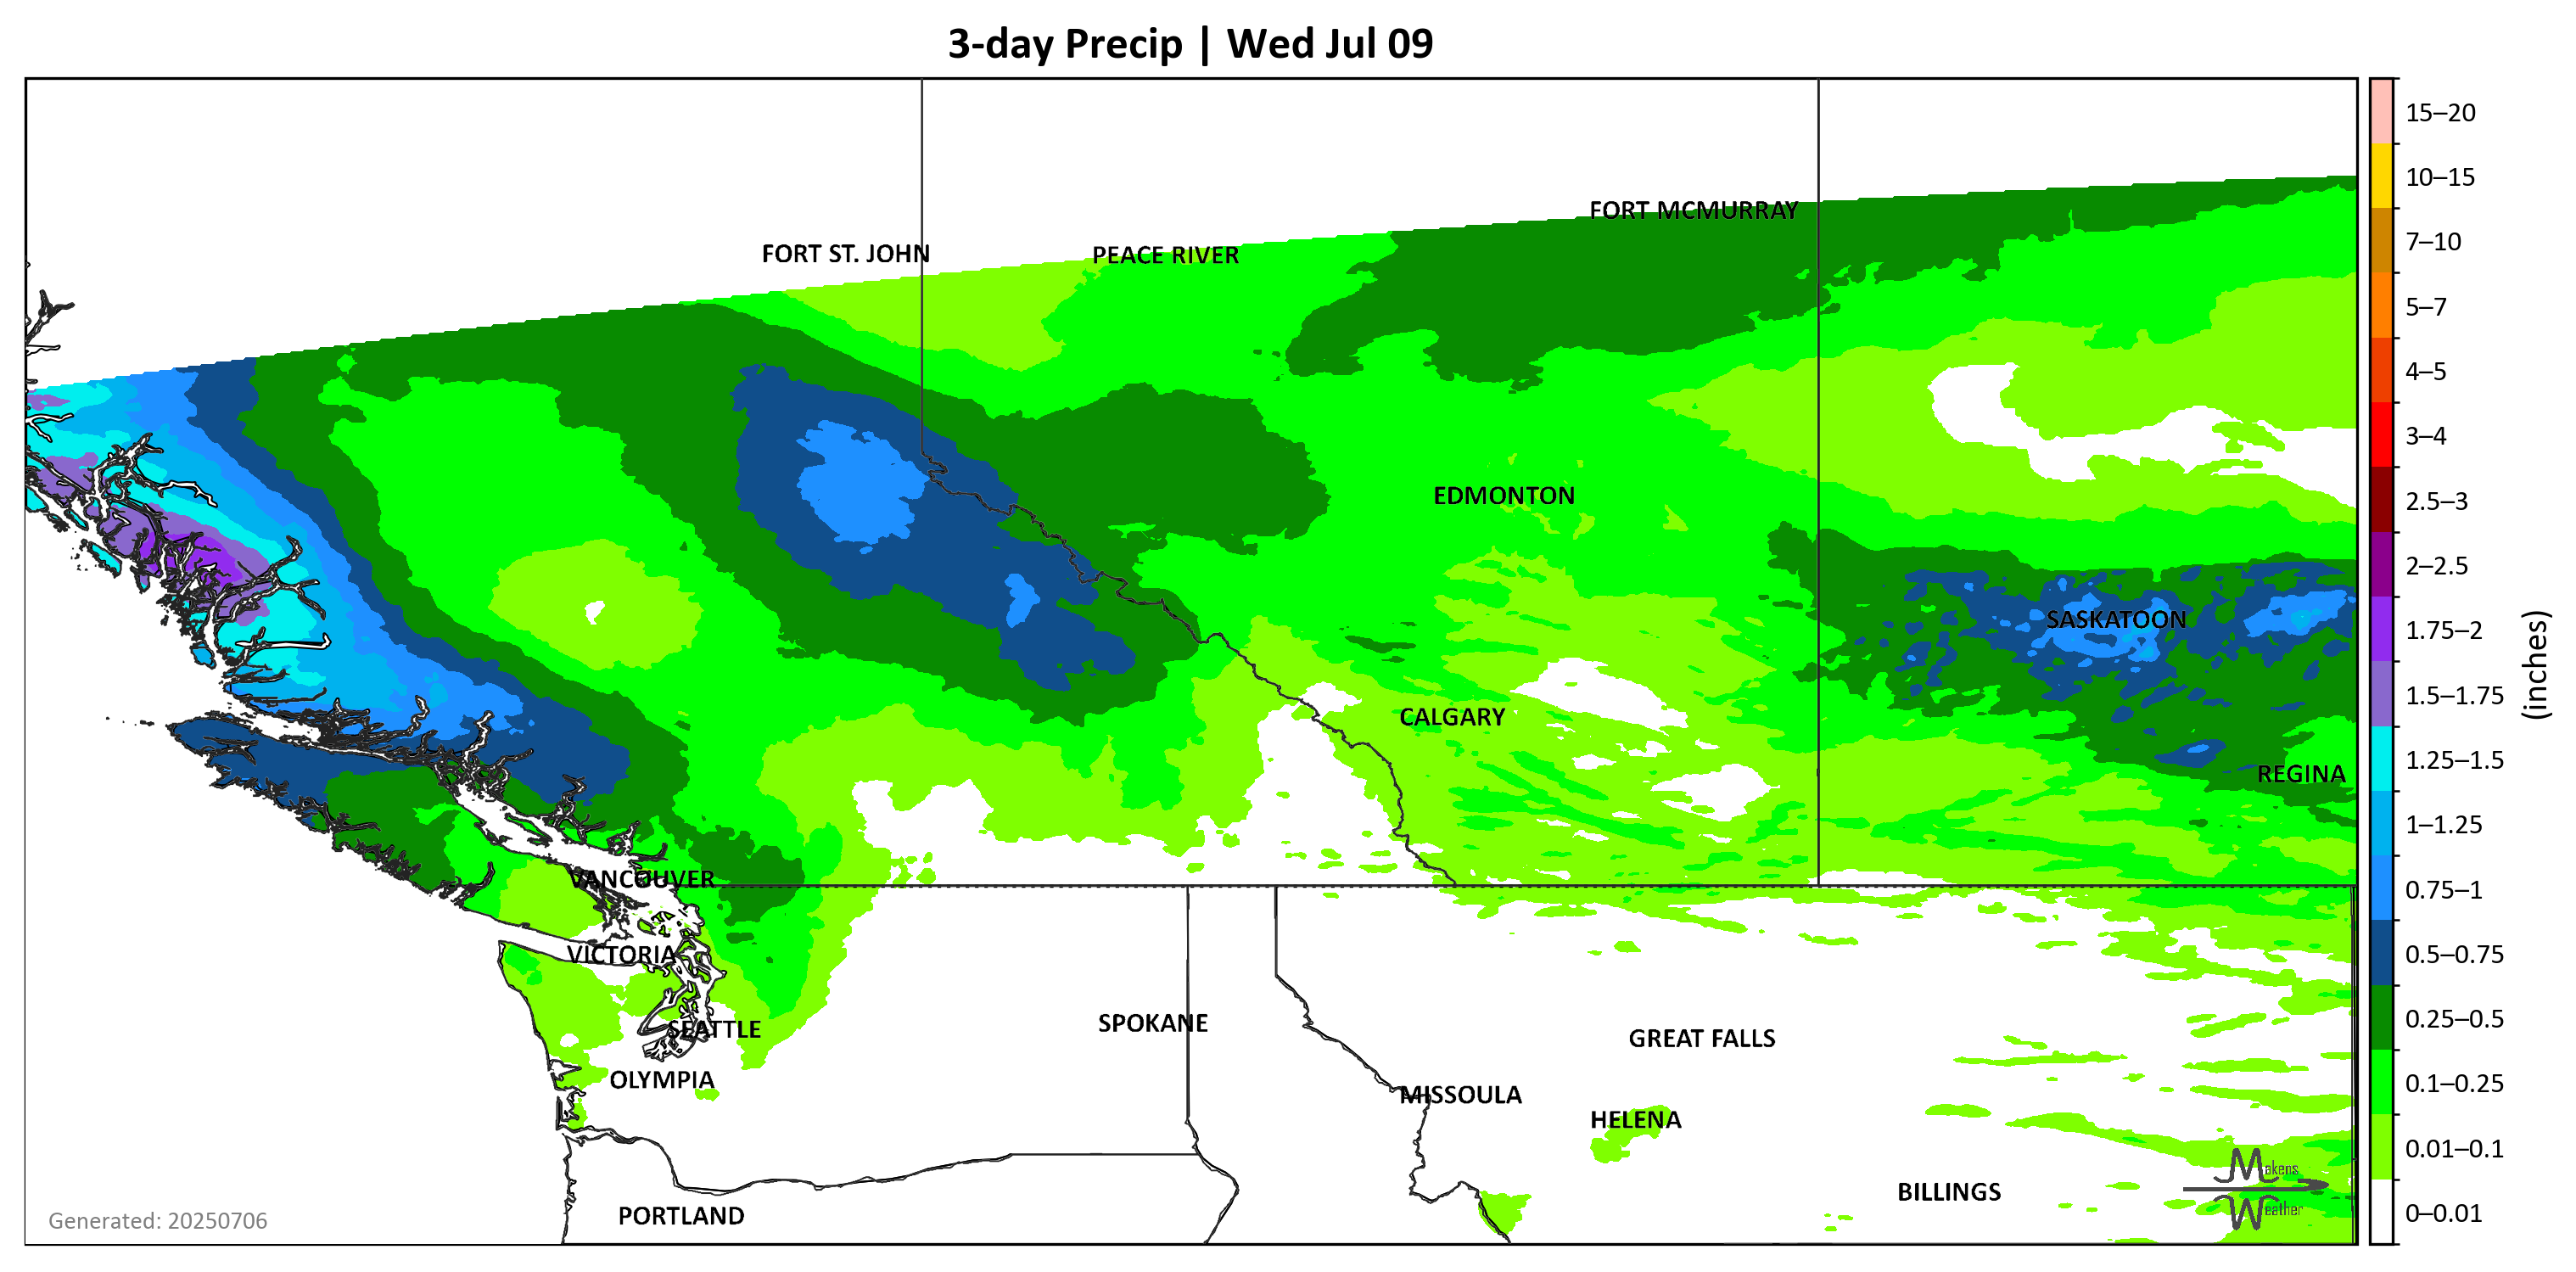 3-day Precip | Wed Jul 09
FORT MCMURRAY
FORT ST. JOHN
PEACE RIVER
EDMONTON
SASKATOON
CALGARY
REGINA
VANCOUVER
VICTORIA
SEATTLE
SPOKANE
GREAT FALLS
OLYMPIA
MISSOULA
HELENA
BILLINGS
PORTLAND
Makens
Weather
Generated: 20250706
15–20
10–15
7–10
5–7
4–5
3–4
2.5–3
2–2.5
1.75–2
1.5–1.75
1.25–1.5
1–1.25
0.75–1
0.5–0.75
0.25–0.5
0.1–0.25
0.01–0.1
0–0.01
(inches)